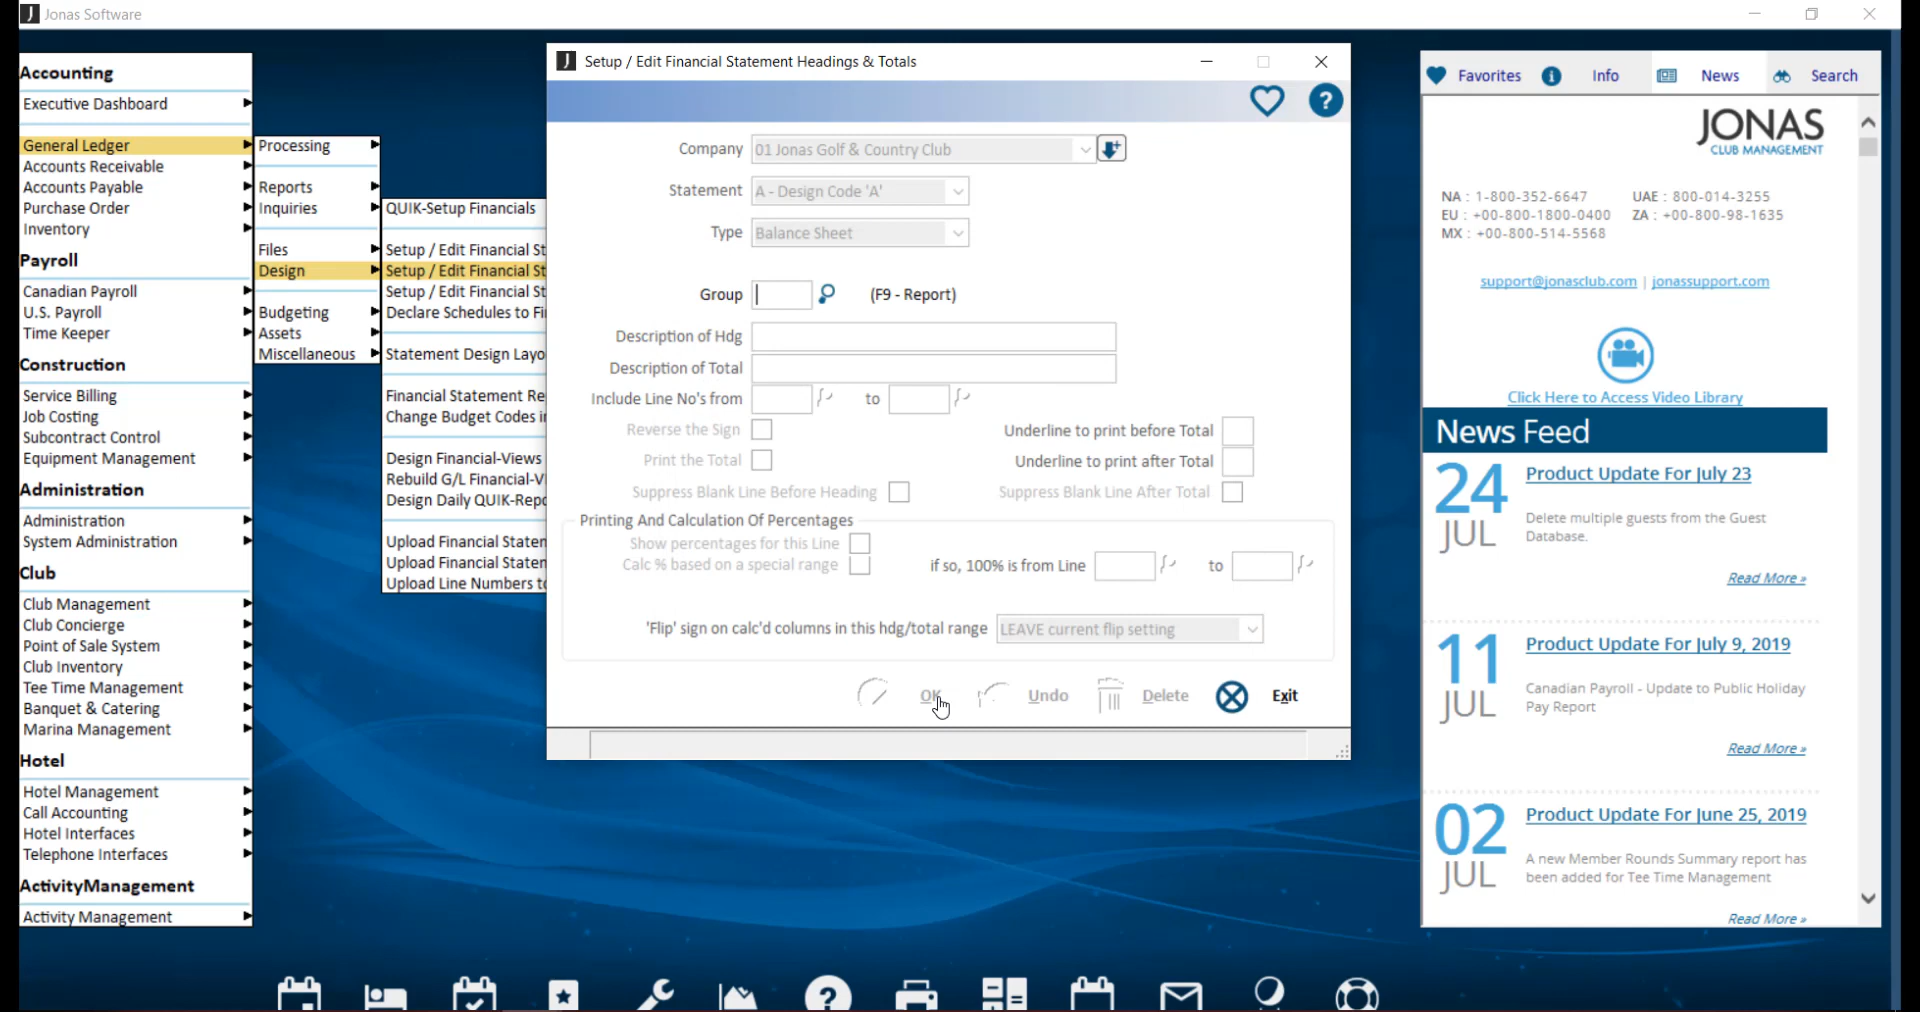 Jonas Software
Accounting
Executive Dashboard
General Ledger
Accounts Receivable
Accounts Payable
Purchase Order
Inventory
Payroll
Canadian Payroll
U.S. Payroll
Time Keeper
Construction
Service Billing
Job Costing
Subcontract Control
Equipment Management
Administration
Administration
System Administration
Club
Club Management
Club Concierge
Point of Sale System
Club Inventory
Tee Time Management
Banquet & Catering
Marina Management
Hotel
Hotel Management
Call Accounting
Hotel Interfaces
Telephone Interfaces
ActivityManagement
Activity Management
Processing
Reports
Inquiries
Files
Design
Budgeting
Assets
Miscellaneous
QUIK-Setup Financials
Setup / Edit Financial St
Setup / Edit Financial St
Setup / Edit Financial St
Declare Schedules to Fi
Statement Design Layo
Financial Statement Re
Change Budget Codes i
Design Financial-Views
Rebuild G/L Financial-V
Design Daily QUIK-Repo
Upload Financial Staten
Upload Financial Staten
Upload Line Numbers to
Setup / Edit Financial Statement Headings & Totals
Company 01 Jonas Golf & Country Club
Statement A - Design Code 'A'
Type Balance Sheet
Group (F9 - Report)
Description of Hdg
Description of Total
Include Line No's from to
Reverse the Sign Underline to print before Total
Print the Total Underline to print after Total
Suppress Blank Line Before Heading Suppress Blank Line After Total
Printing And Calculation Of Percentages
Show percentages for this Line
Calc % based on a special range if so, 100% is from Line to
'Flip' sign on calc'd columns in this hdg/total range LEAVE current flip setting
OK Undo Delete Exit
Favorites Info News Search
JONAS
CLUB MANAGEMENT
NA : 1-800-352-6647 UAE : 800-014-3255
EU : +00-800-1800-0400 ZA : +00-800-98-1635
MX : +00-800-514-5568
support@jonasclub.com | jonassupport.com
Click Here to Access Video Library
News Feed
24 JUL
Product Update For July 23
Delete multiple guests from the Guest
Database.
Read More »
11 JUL
Product Update For July 9, 2019
Canadian Payroll - Update to Public Holiday
Pay Report
Read More »
02 JUL
Product Update For June 25, 2019
A new Member Rounds Summary report has
been added for Tee Time Management
Read More »